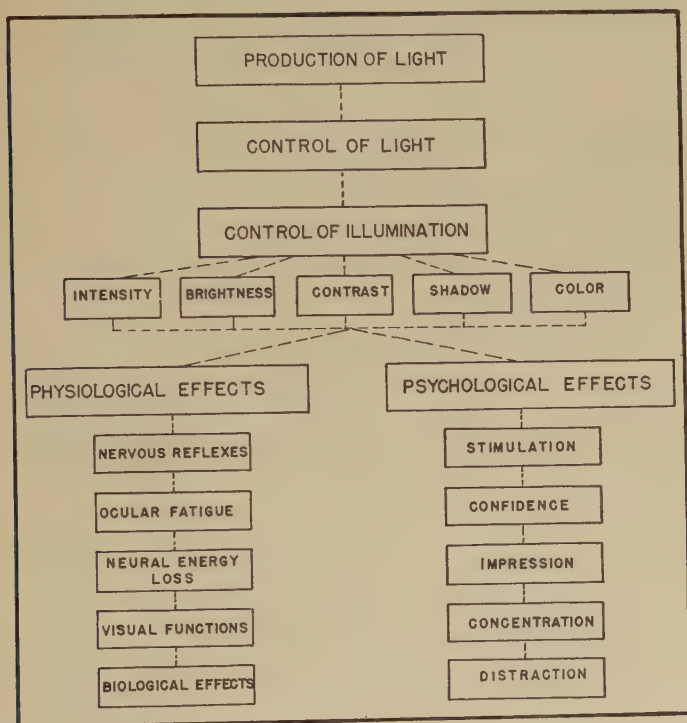 PRODUCTION OF LIGHT
CONTROL OF LIGHT
CONTROL OF ILLUMINATION
INTENSITY
BRIGHTNESS
CONTRAST
SHADOW
COLOR
PHYSIOLOGICAL EFFECTS
NERVOUS REFLEXES
OCULAR FATIGUE
NEURAL ENERGY
LOSS
VISUAL FUNCTIONS
BIOLOGICAL EFFECTS
PSYCHOLOGICAL EFFECTS
STIMULATION
CONFIDENCE
IMPRESSION
CONCENTRATION
DISTRACTION